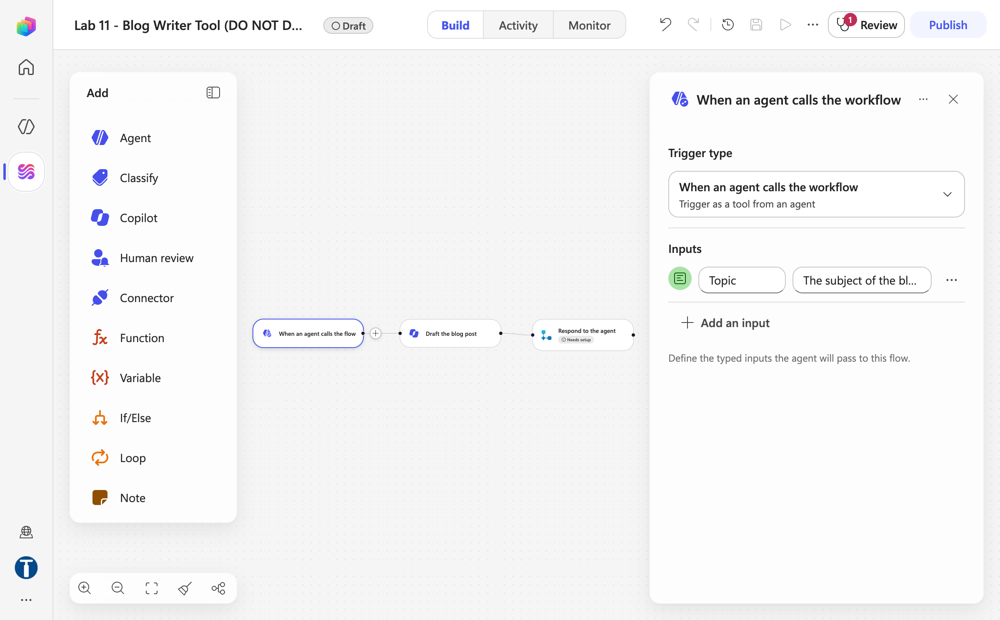 Lab 11 - Blog Writer Tool (DO NOT D...
Draft
Build
Activity
Monitor
1
Review
Publish
Add
Agent
Classify
Copilot
Human review
Connector
Function
Variable
If/Else
Loop
Note
When an agent calls the flow
Draft the blog post
Respond to the agent
Needs setup
When an agent calls the workflow
Trigger type
When an agent calls the workflow
Trigger as a tool from an agent
Inputs
Topic
The subject of the bl...
Add an input
Define the typed inputs the agent will pass to this flow.